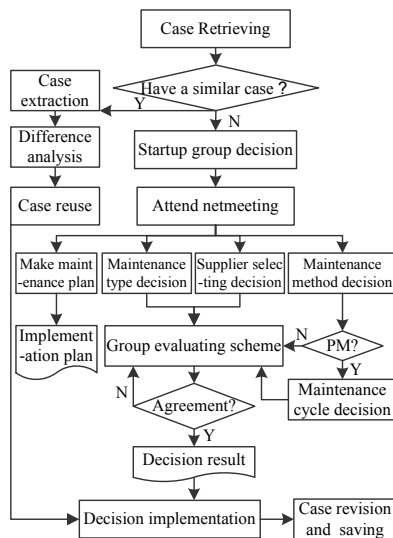 Case Retrieving
Have a similar case？
Case
extraction
Y
N
Difference
analysis
Startup group decision
Case reuse
Attend netmeeting
Make maint
-enance plan
Maintenance
type decision
Supplier selec
-ting decision
Maintenance
method decision
Implement
-ation plan
Group evaluating scheme
N
PM?
Y
N
Agreement?
Maintenance
cycle decision
Y
Decision result
Decision implementation
Case revision
and saving